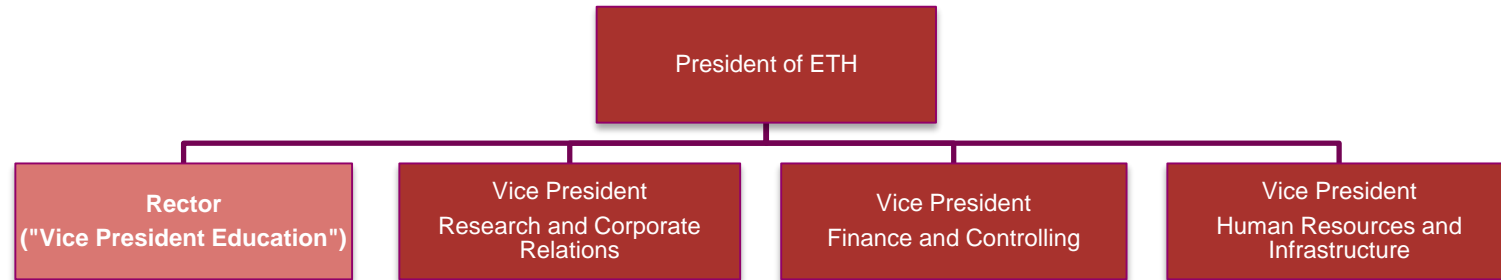 President of ETH
Rector
("Vice President Education")
Vice President
Research and Corporate
Relations
Vice President
Finance and Controlling
Vice President
Human Resources and
Infrastructure